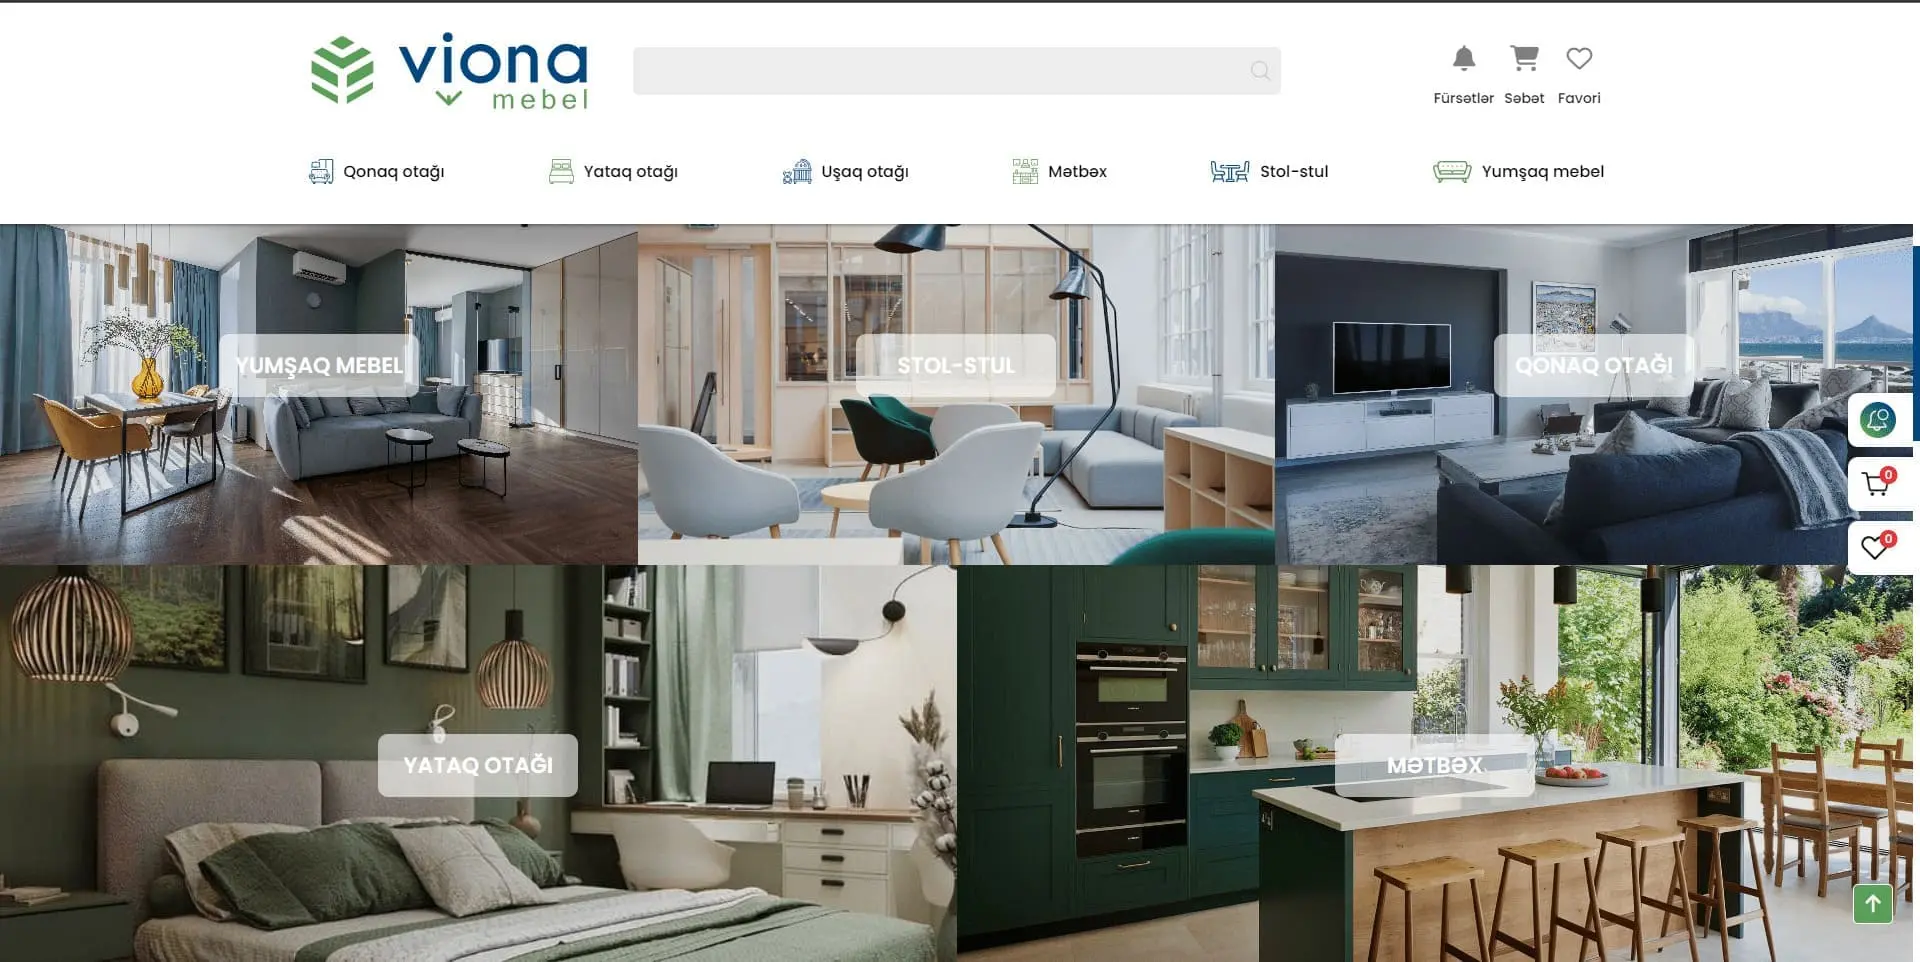 viona
mebel
Fürsətlər
Səbət
Favori
Qonaq otağı
Yataq otağı
Uşaq otağı
Mətbəx
Stol-stul
Yumşaq mebel
YUMŞAQ MEBEL
STOL-STUL
QONAQ OTAĞI
0
0
YATAQ OTAĞI
MƏTBƏX